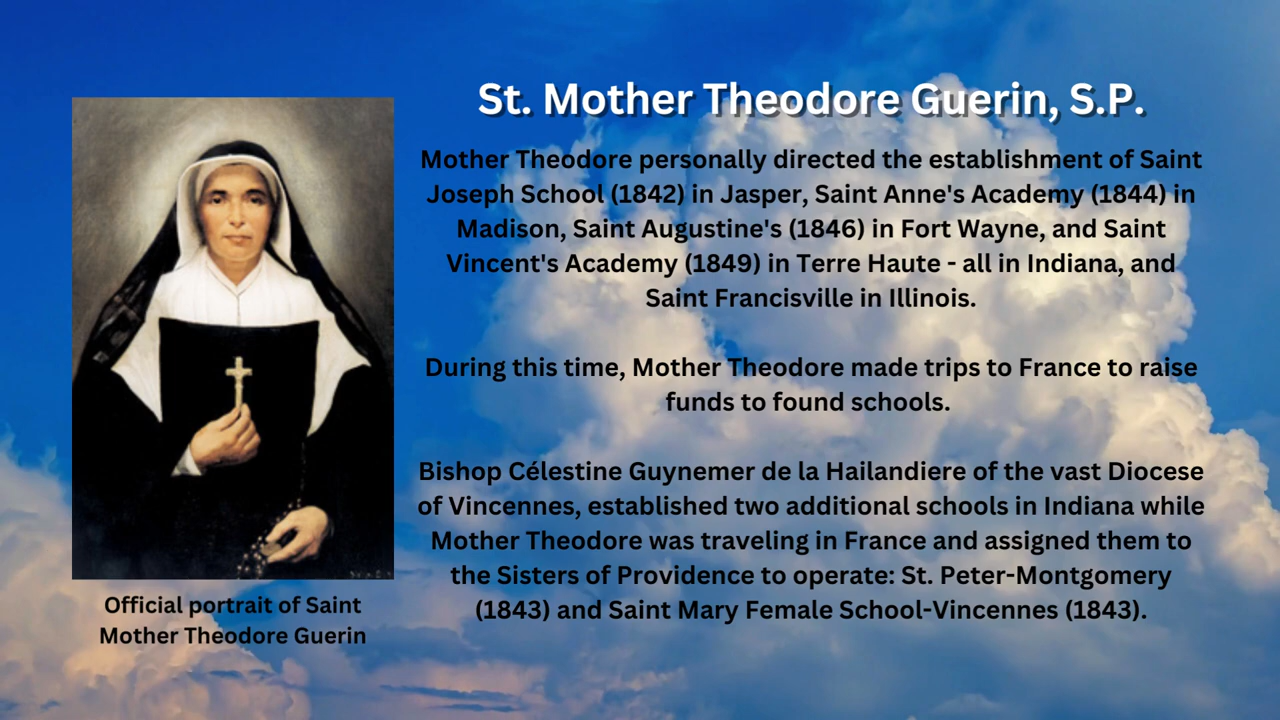 St. Mother Theodore Guerin, S.P.
Mother Theodore personally directed the establishment of Saint
Joseph School (1842) in Jasper, Saint Anne's Academy (1844) in
Madison, Saint Augustine's (1846) in Fort Wayne, and Saint
Vincent's Academy (1849) in Terre Haute - all in Indiana, and
Saint Francisville in Illinois.
During this time, Mother Theodore made trips to France to raise
funds to found schools.
Bishop Célestine Guynemer de la Hailandiere of the vast Diocese
of Vincennes, established two additional schools in Indiana while
Mother Theodore was traveling in France and assigned them to
the Sisters of Providence to operate: St. Peter-Montgomery
(1843) and Saint Mary Female School-Vincennes (1843).
Official portrait of Saint
Mother Theodore Guerin